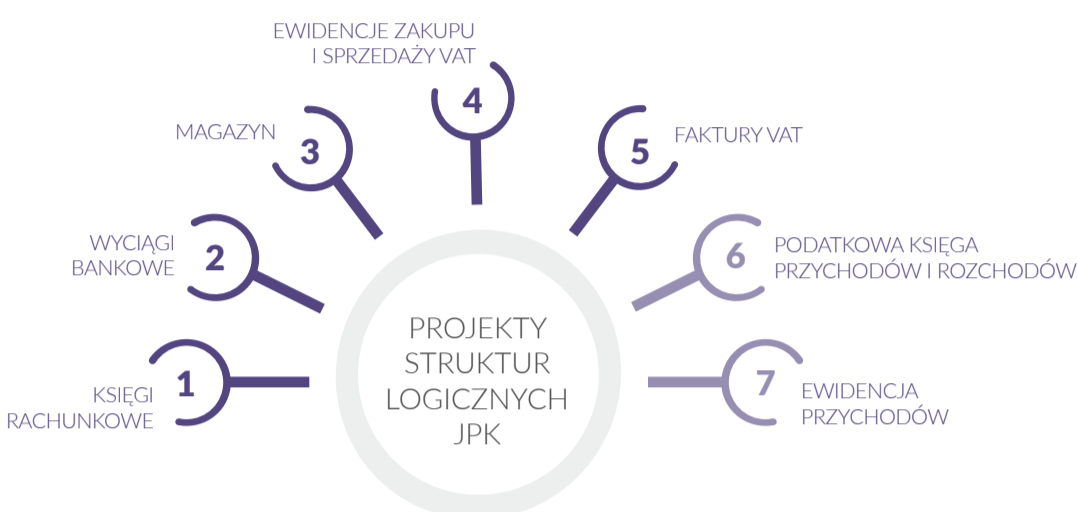 EWIDENCJE ZAKUPU
I SPRZEDAŻY VAT
4
MAGAZYN
3
5
FAKTURY VAT
WYCIĄGI
BANKOWE
2
6
PODATKOWA KSIĘGA
PRZYCHODÓW I ROZCHODÓW
PROJEKTY
STRUKTUR
LOGICZNYCH
JPK
KSIĘGI
RACHUNKOWE
1
7
EWIDENCJA
PRZYCHODÓW